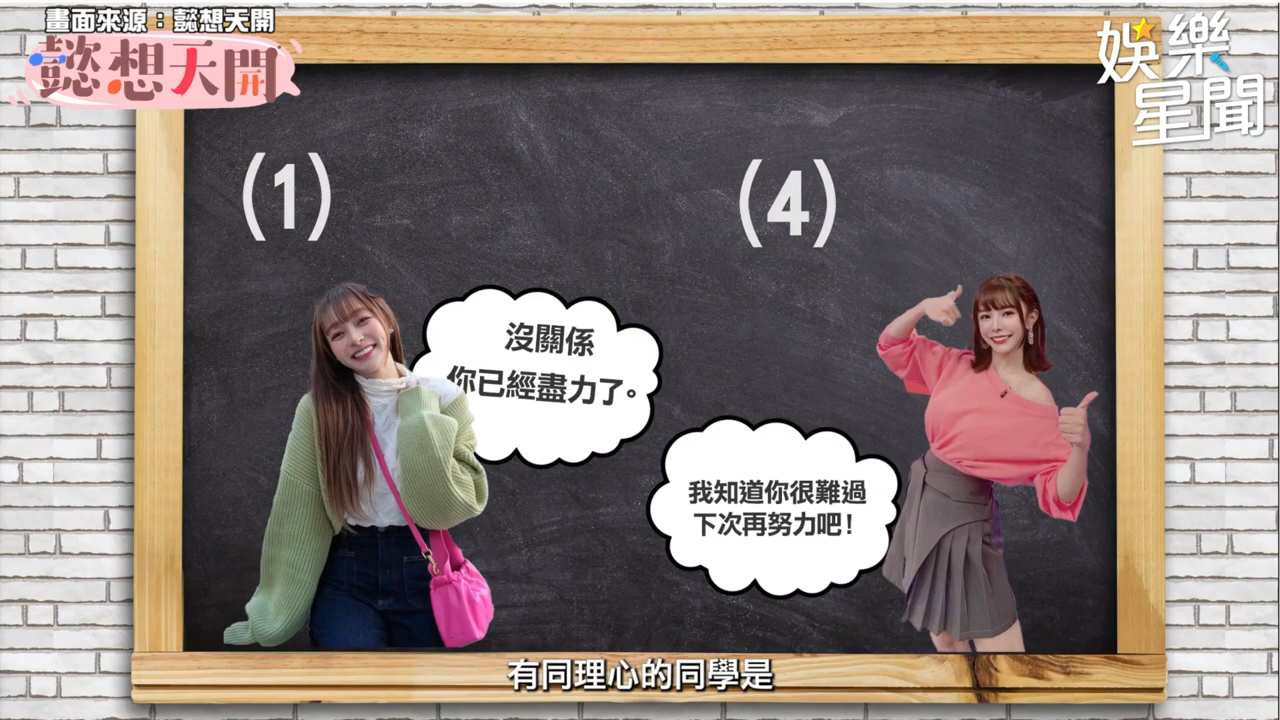 畫面來源：懿想天開
懿想天開
娛樂
星聞
(1)
(4)
沒關係
你已經盡力了。
我知道你很難過
下次再努力吧！
有同理心的同學是